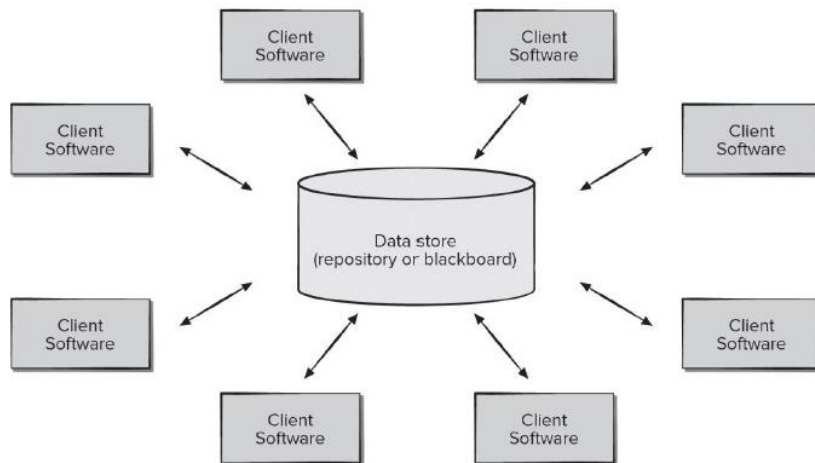 Client
Software
Client
Software
Client
Software
Client
Software
Data store
(repository or blackboard)
Client
Software
Client
Software
Client
Software
Client
Software